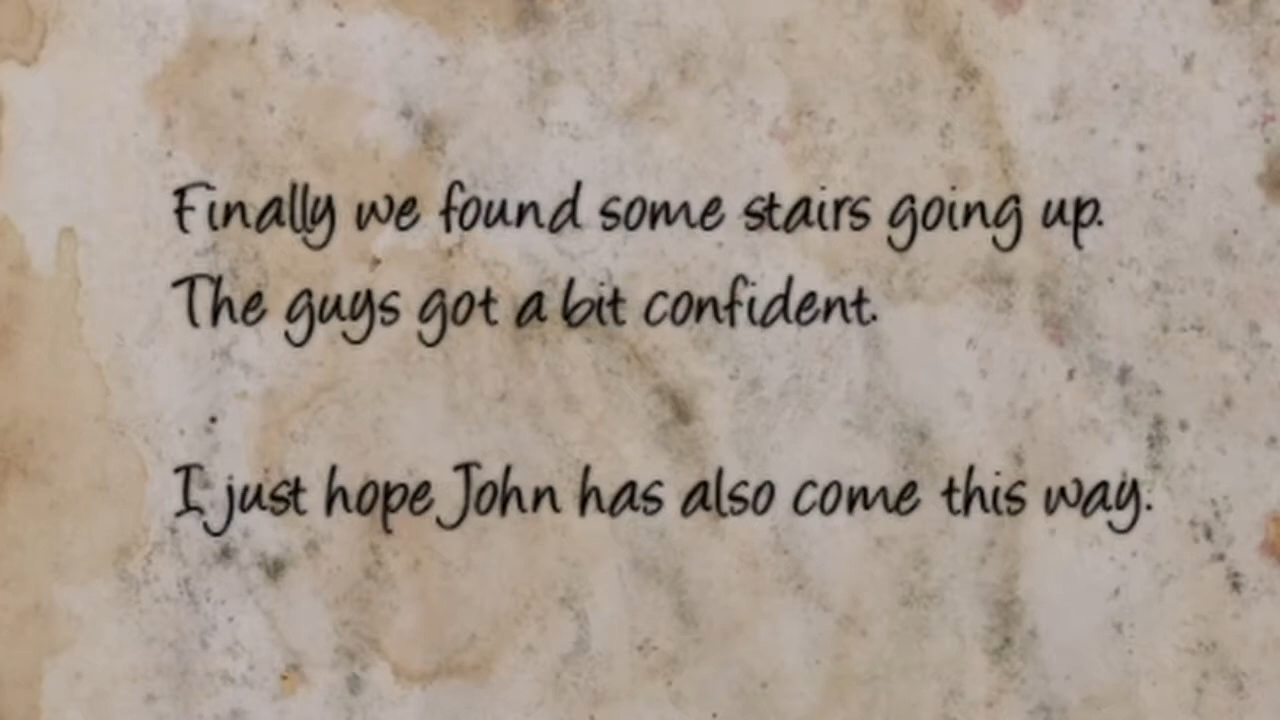 Finally we found some stairs going up.
The guys got a bit confident.
I just hope John has also come this way.